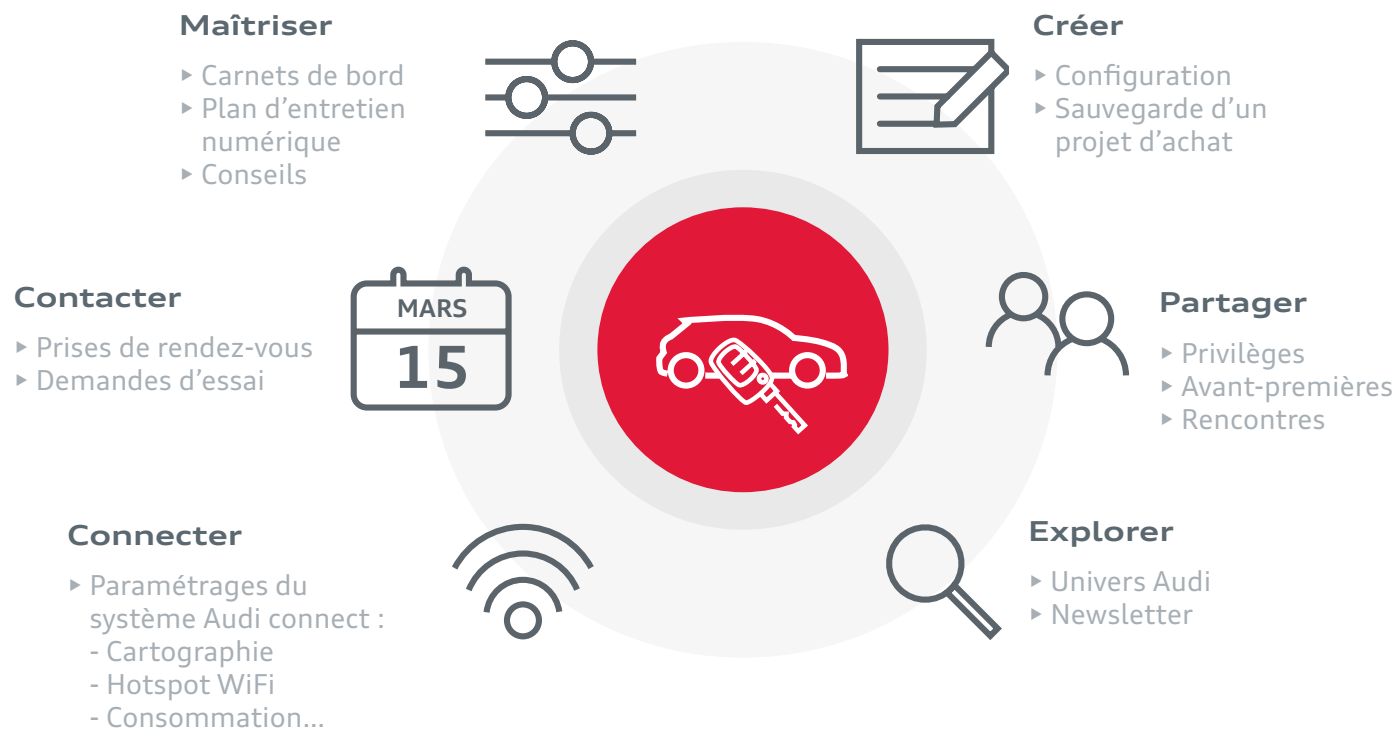 Maîtriser
▸ Carnets de bord
▸ Plan d’entretien
numérique
▸ Conseils
Créer
▸ Configuration
▸ Sauvegarde d’un
projet d’achat
Contacter
▸ Prises de rendez-vous
▸ Demandes d’essai
MARS
15
Partager
▸ Privilèges
▸ Avant-premières
▸ Rencontres
Connecter
▸ Paramétrages du
système Audi connect :
- Cartographie
- Hotspot WiFi
- Consommation...
Explorer
▸ Univers Audi
▸ Newsletter